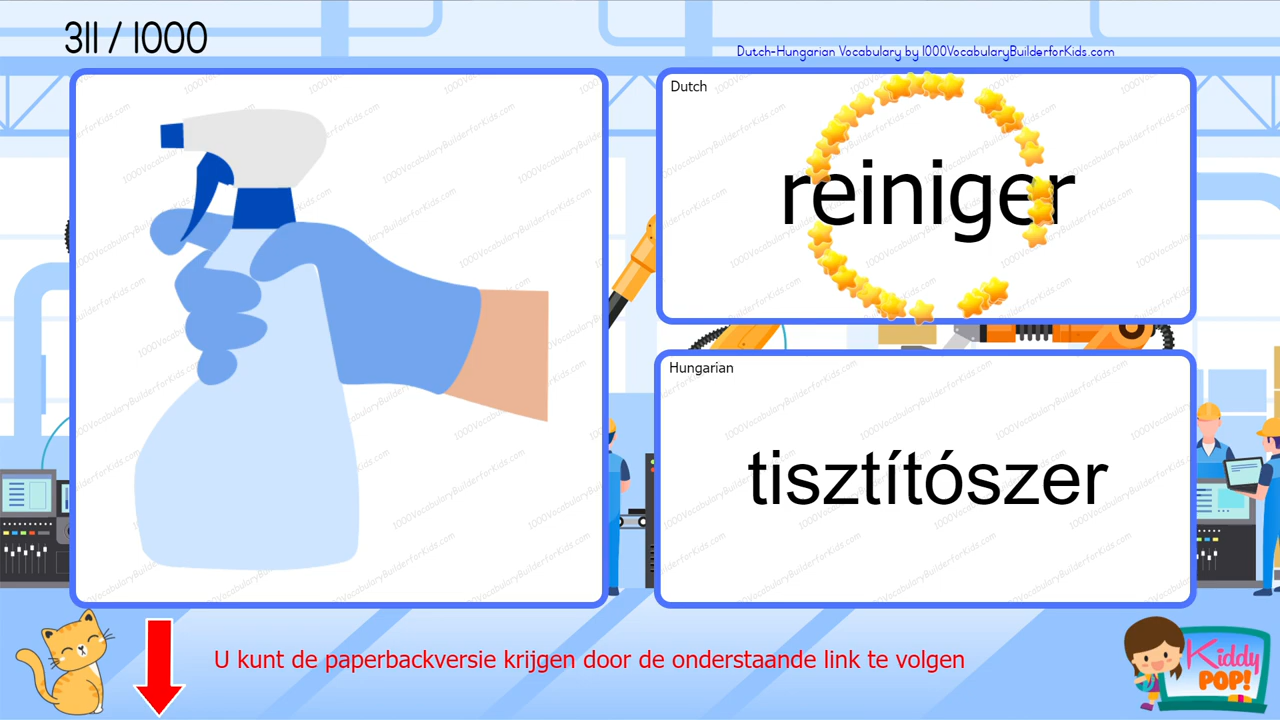 311 / 1000
Dutch-Hungarian Vocabulary by 1000VocabularyBuilderforKids.com
Dutch
reiniger
Hungarian
tisztítószer
U kunt de paperbackversie krijgen door de onderstaande link te volgen
Kiddy
POP!